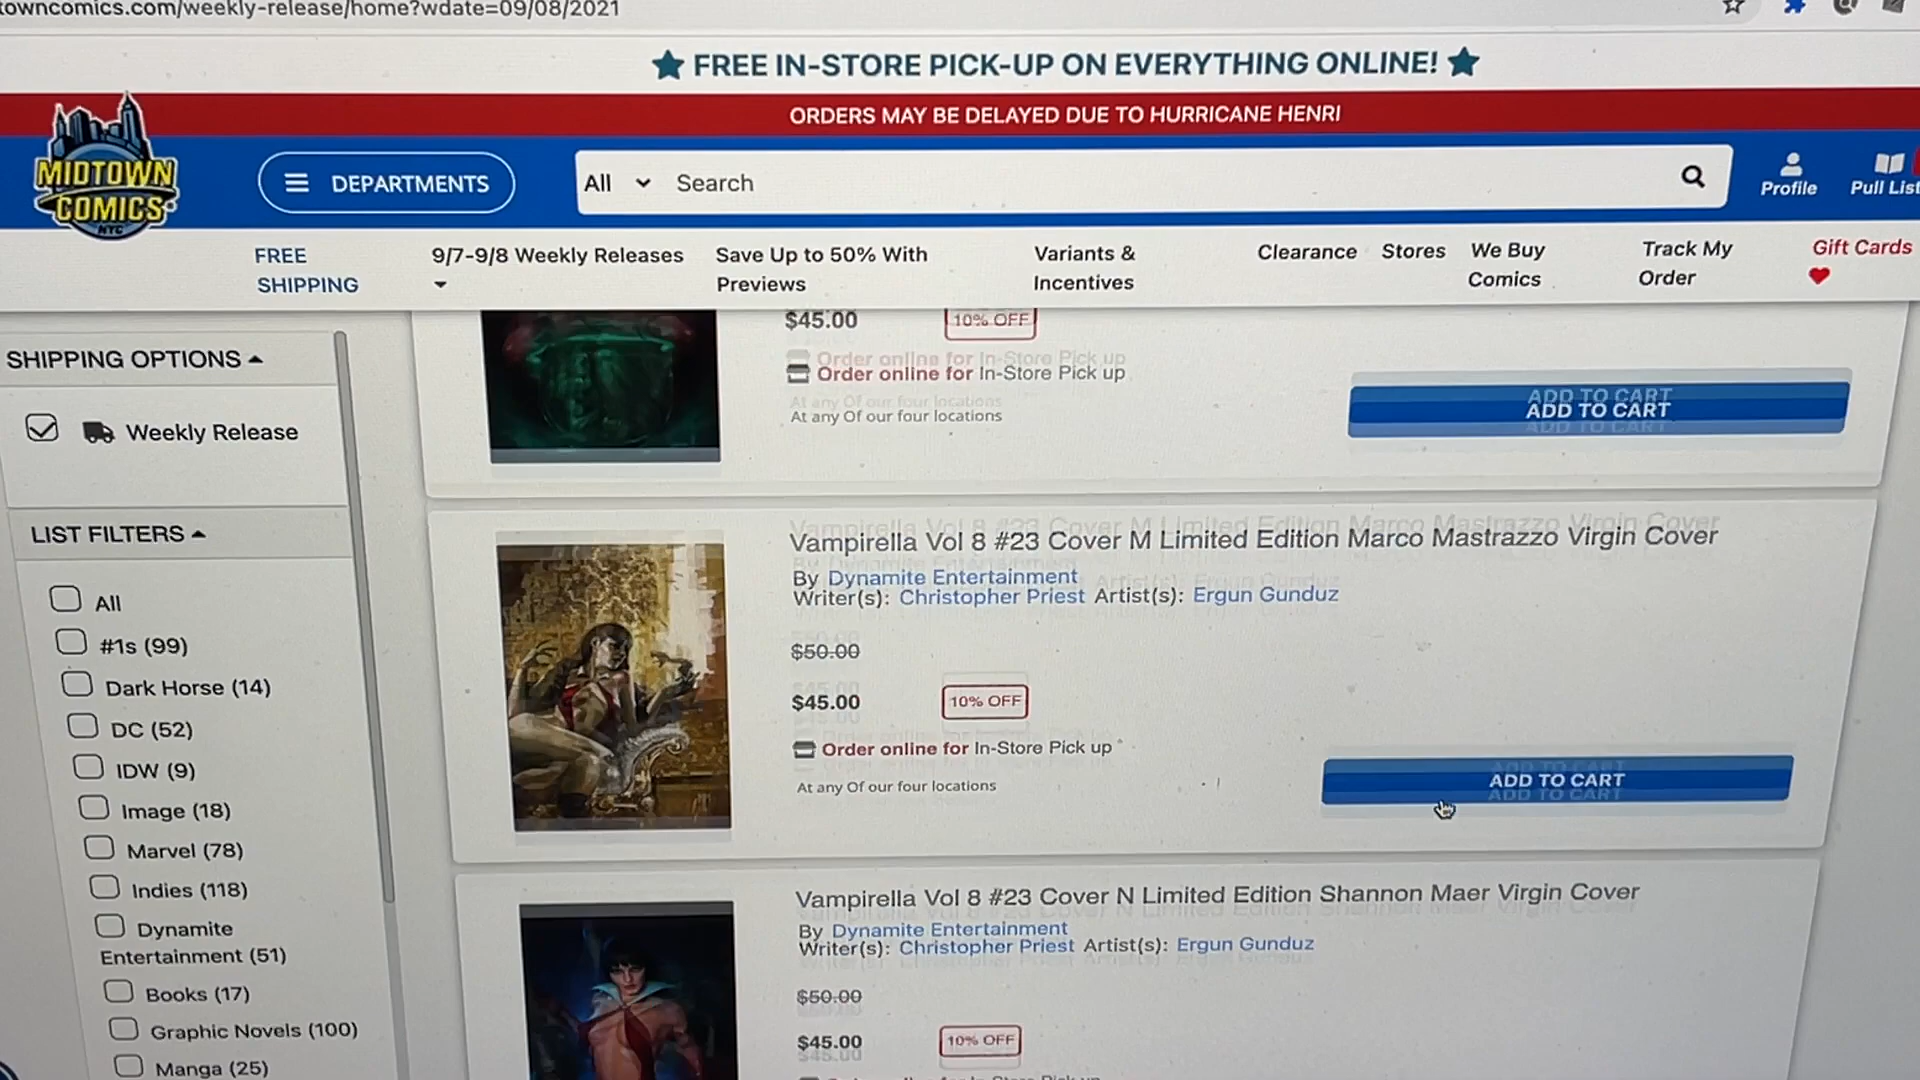 owncomics.com/weekly-release/home?wdate=09/08/2021
FREE IN-STORE PICK-UP ON EVERYTHING ONLINE!
ORDERS MAY BE DELAYED DUE TO HURRICANE HENRI
MIDTOWN
COMICS
NYC
DEPARTMENTS
All
Search
Profile
Pull List
FREE
SHIPPING
9/7-9/8 Weekly Releases
Save Up to 50% With
Previews
Variants &
Incentives
Clearance
Stores
We Buy
Comics
Track My
Order
Gift Cards
SHIPPING OPTIONS
Weekly Release
LIST FILTERS
All
#1s (99)
Dark Horse (14)
DC (52)
IDW (9)
Image (18)
Marvel (78)
Indies (118)
Dynamite
Entertainment (51)
Books (17)
Graphic Novels (100)
Manga (25)
$45.00
10% OFF
Order online for In-Store Pick up
At any Of our four locations
ADD TO CART
Vampirella Vol 8 #23 Cover M Limited Edition Marco Mastrazzo Virgin Cover
By Dynamite Entertainment
Writer(s): Christopher Priest Artist(s): Ergun Gunduz
$50.00
$45.00
10% OFF
Order online for In-Store Pick up
At any Of our four locations
ADD TO CART
Vampirella Vol 8 #23 Cover N Limited Edition Shannon Maer Virgin Cover
By Dynamite Entertainment
Writer(s): Christopher Priest Artist(s): Ergun Gunduz
$50.00
$45.00
10% OFF